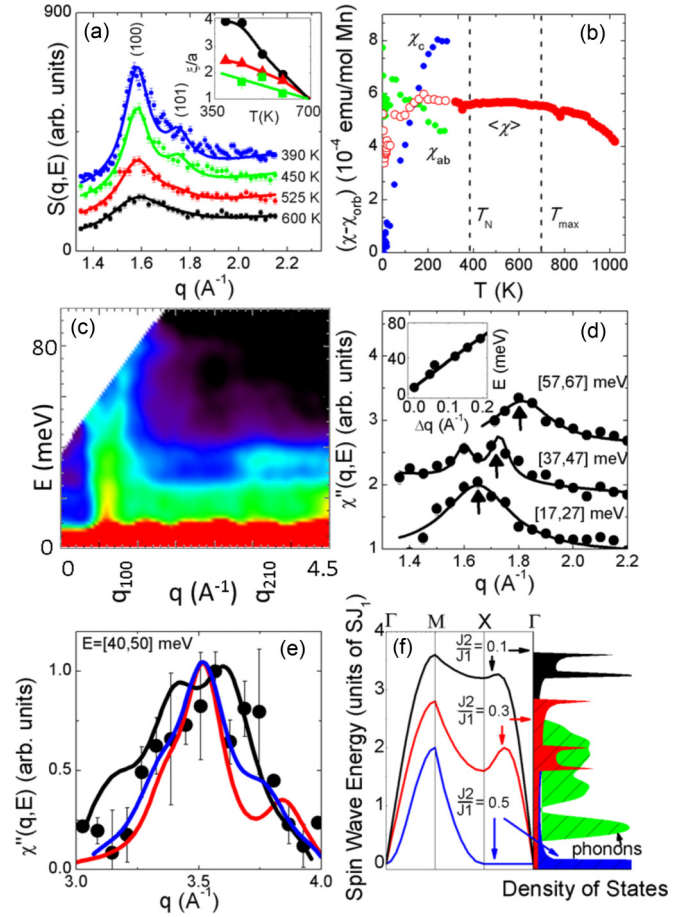 (a)
900
(100)
(101)
4
3
2
1
ξ/a
350
700
T(K)
390 K
450 K
525 K
600 K
S(q,E) (arb. units)
0
1.4 1.6 1.8 2.0 2.2
q (A⁻¹)
(b)
χc
χab
<χ>
TN
Tmax
(χ-χorb) (10⁻⁴ emu/mol Mn)
8
6
4
2
0
0 200 400 600 800 1000
T (K)
(c)
80
E (meV)
0
0 q100 q (A⁻¹) q210 4.5
(d)
80
40
0
E (meV)
0.0 0.1 0.2
Δq (A⁻¹)
[57,67] meV
[37,47] meV
[17,27] meV
χ''(q,E) (arb. units)
4
3
2
1
1.4 1.6 1.8 2.0 2.2
q (A⁻¹)
(e)
E=[40,50] meV
χ''(q,E) (arb. units)
1.0
0.5
0.0
3.0 3.5 4.0
q (A⁻¹)
(f)
Γ M X Γ
Spin Wave Energy (units of SJ1)
4
3
2
1
0
J2/J1=0.1
J2/J1=0.3
J2/J1=0.5
phonons
Density of States